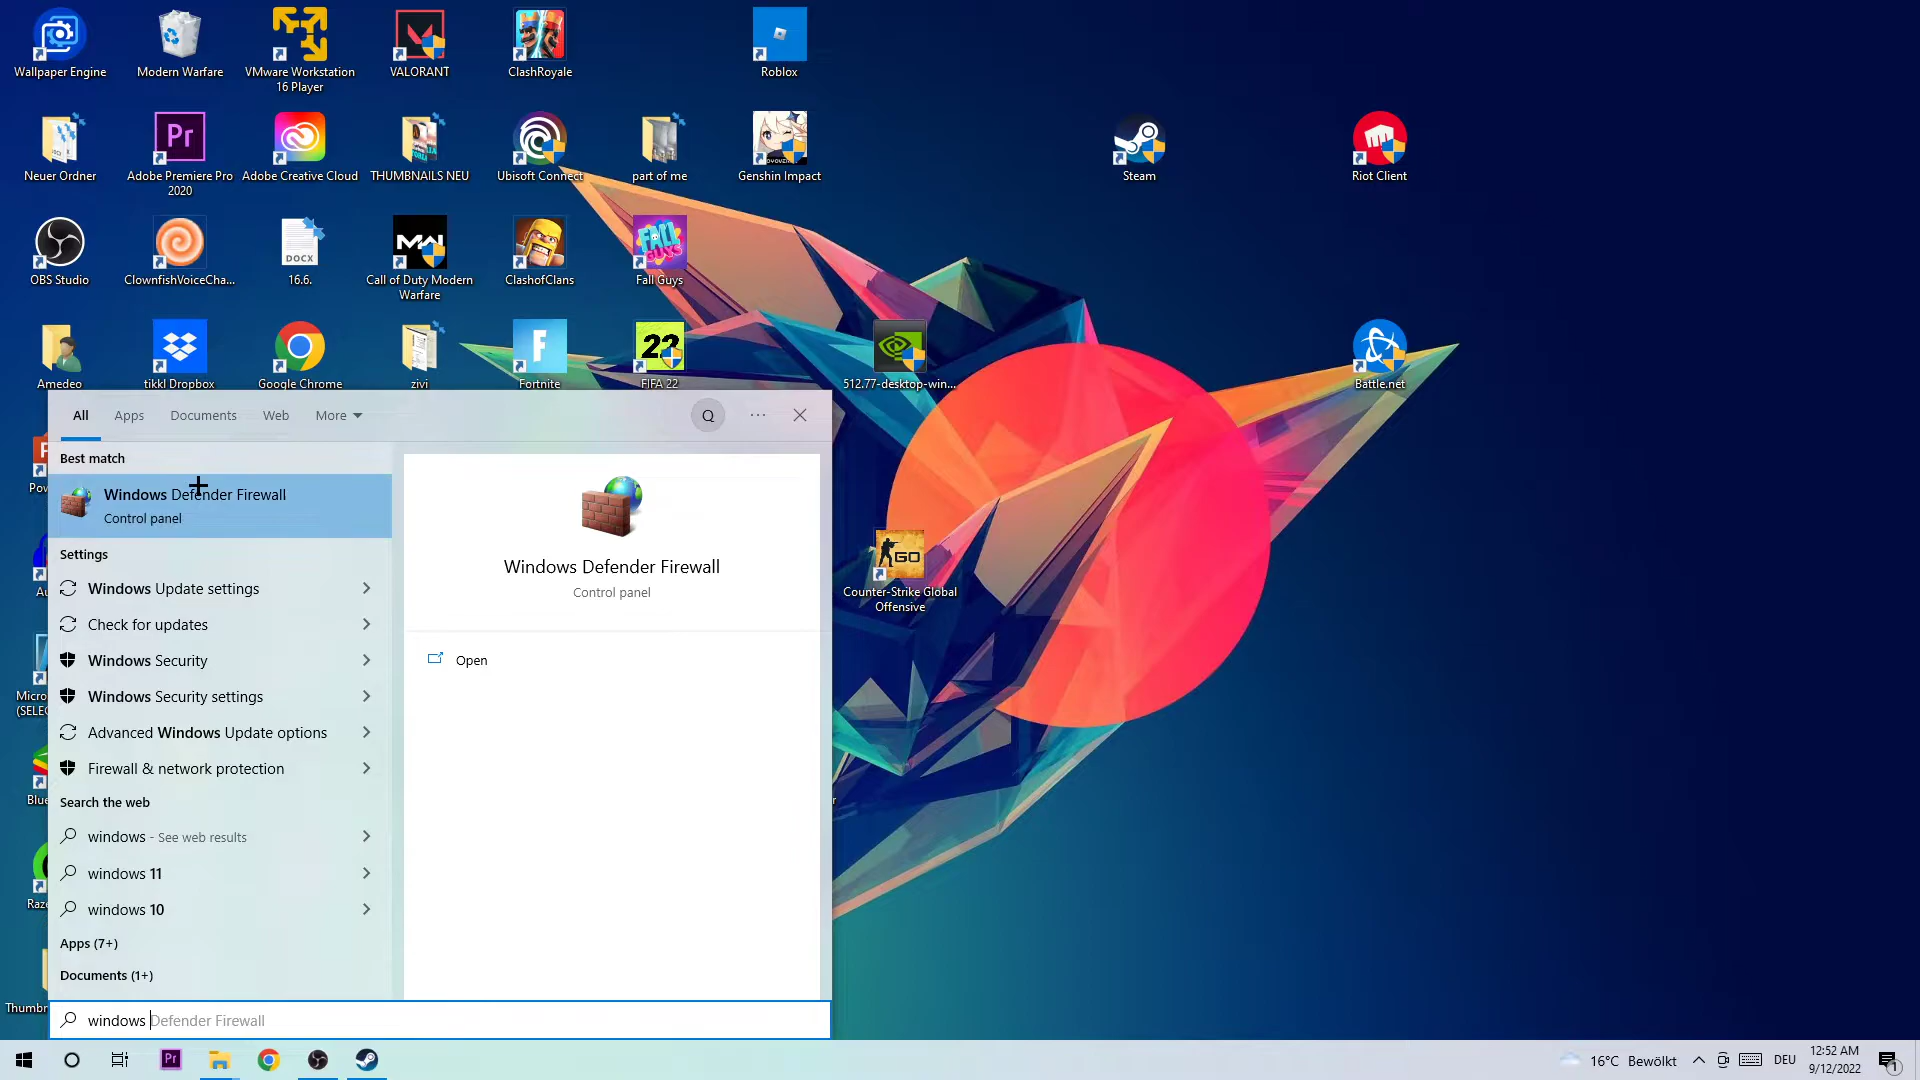 Wallpaper Engine
Modern Warfare
VMware Workstation
16 Player
VALORANT
ClashRoyale
Roblox
Neuer Ordner
Adobe Premiere Pro
2020
Adobe Creative Cloud
THUMBNAILS NEU
Ubisoft Connect
part of me
Genshin Impact
Steam
Riot Client
OBS Studio
ClownfishVoiceCha...
DOCX
16.6.
Call of Duty Modern
Warfare
ClashofClans
Fall Guys
Amedeo
tikkl Dropbox
Google Chrome
zivi
Fortnite
FIFA 22
512.77-desktop-win...
Battle.net
Counter-Strike Global
Offensive
All
Apps
Documents
Web
More
Q
Best match
Windows Defender Firewall
Control panel
Settings
Windows Update settings
Check for updates
Windows Security
Windows Security settings
Advanced Windows Update options
Firewall & network protection
Search the web
windows - See web results
windows 11
windows 10
Apps (7+)
Documents (1+)
Windows Defender Firewall
Control panel
Open
windows Defender Firewall
16°C Bewölkt
DEU
12:52 AM
9/12/2022
1